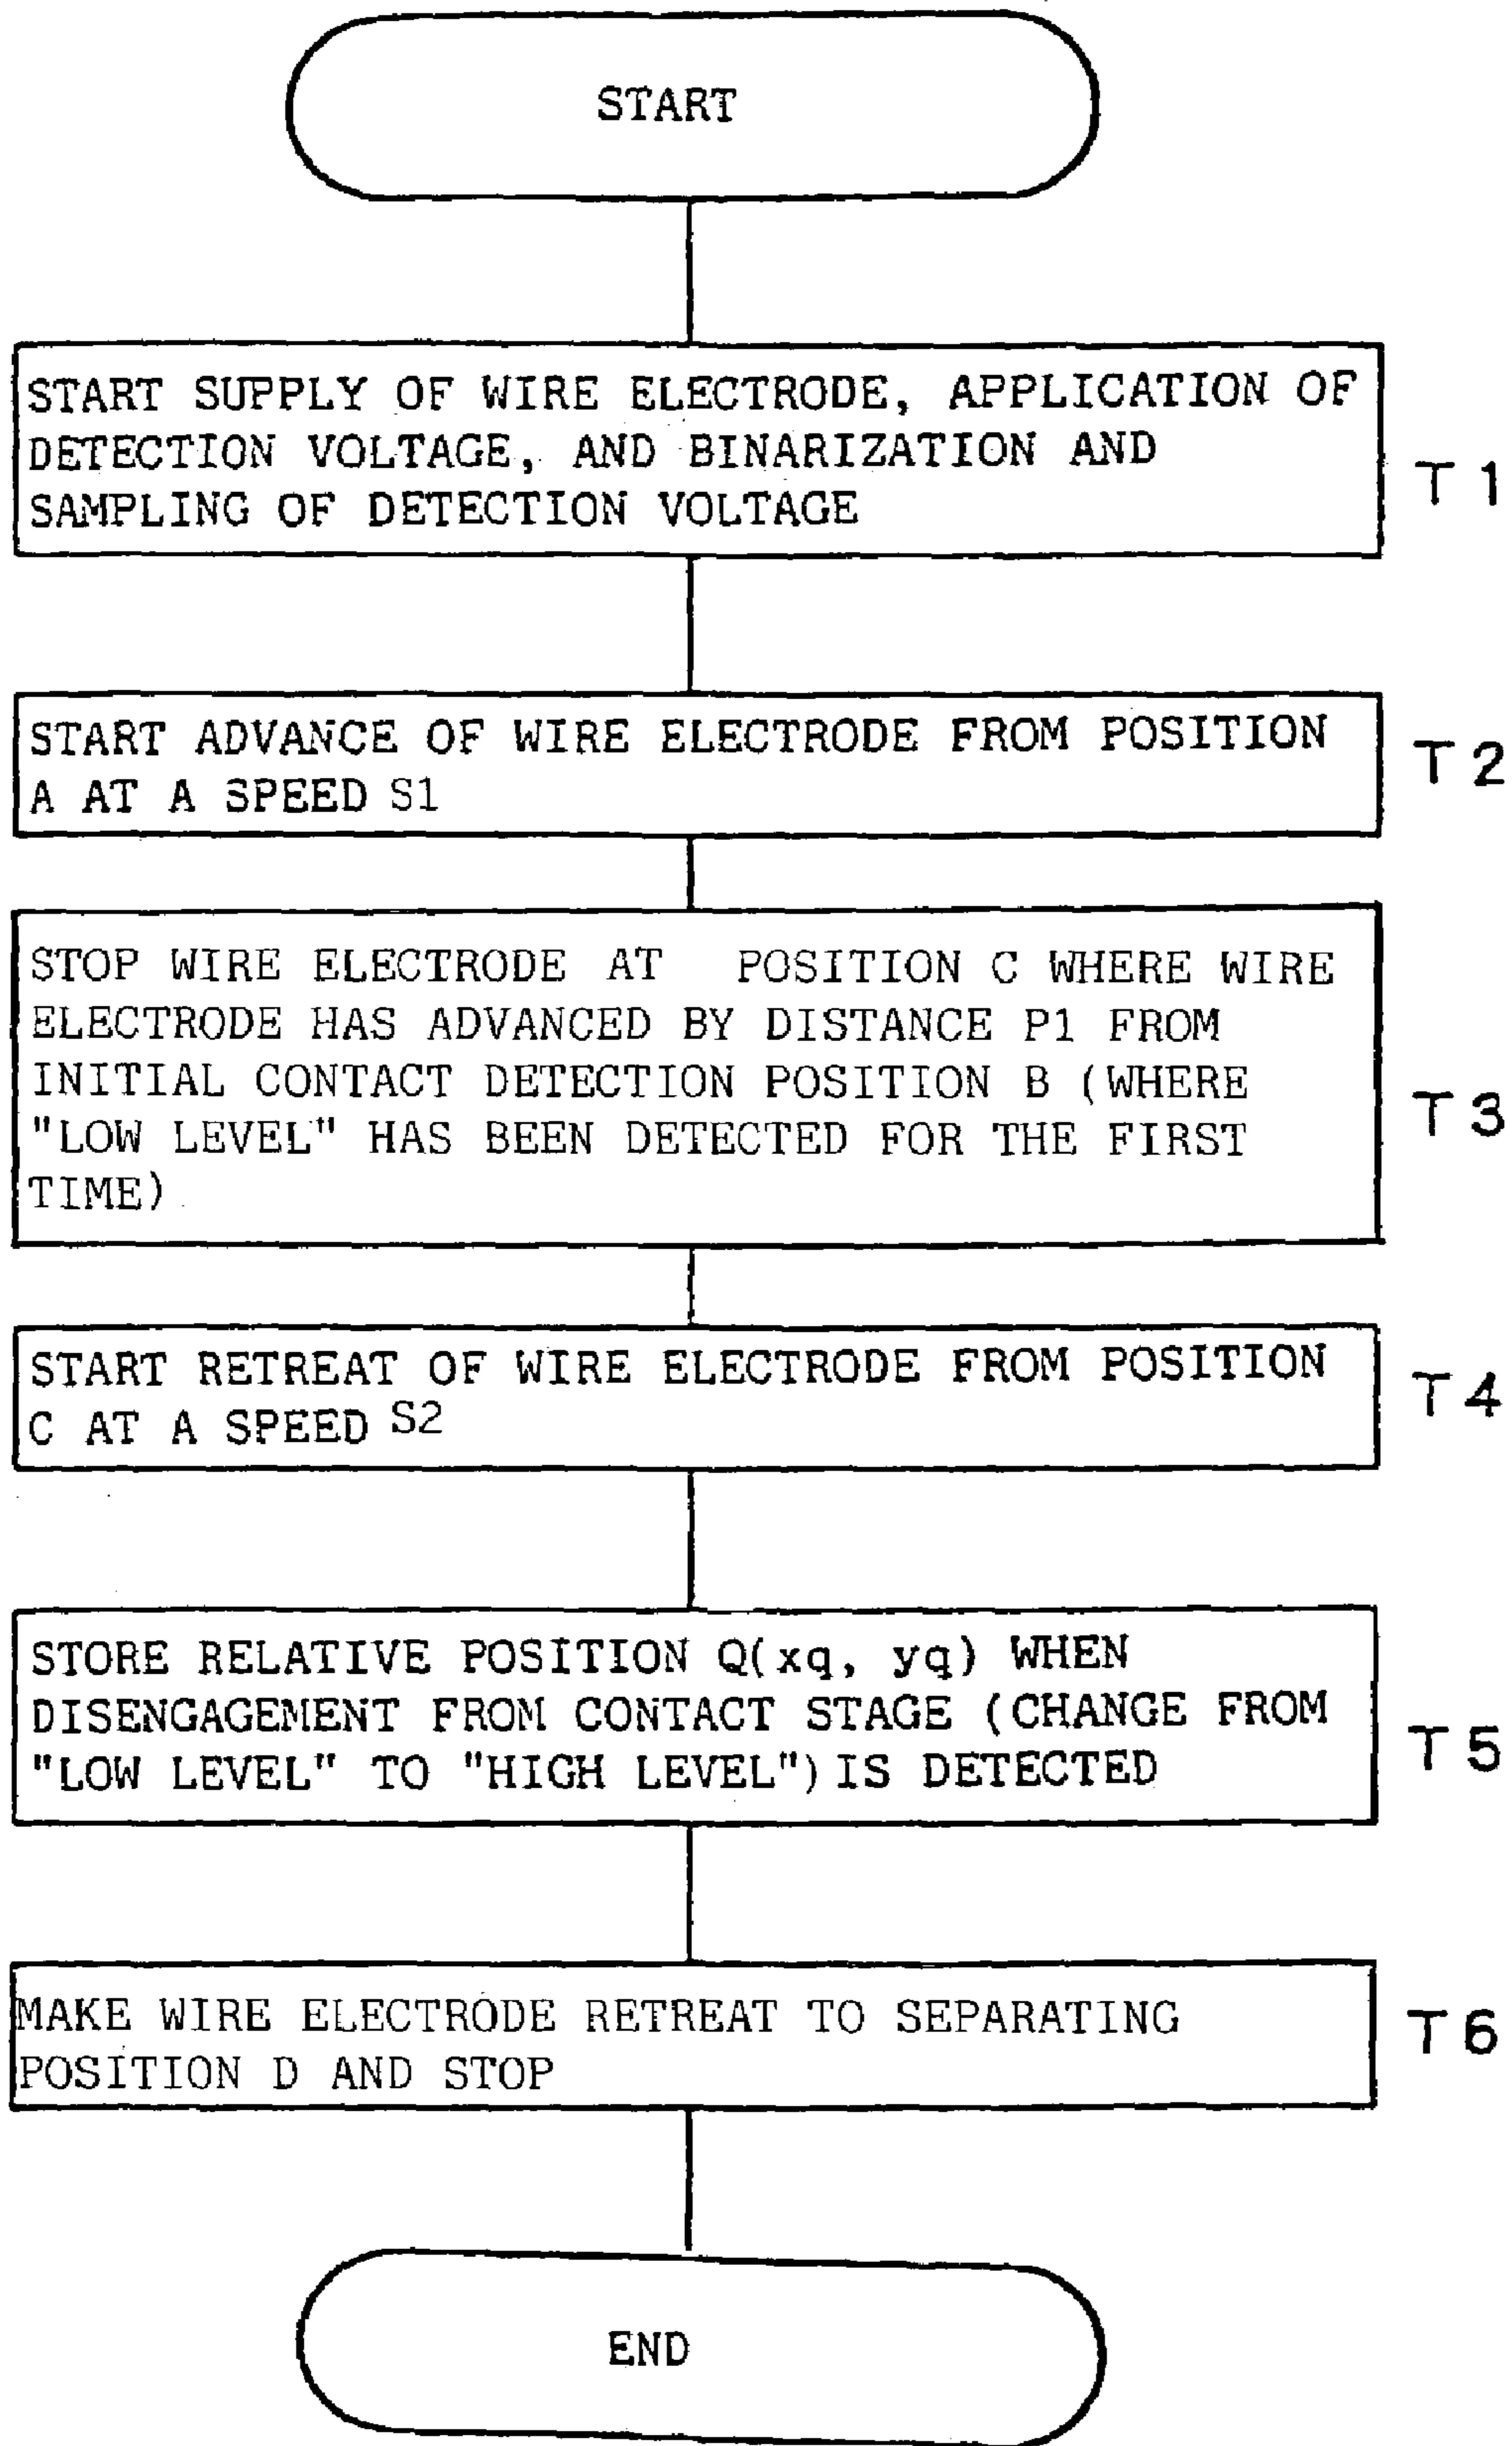 START
START SUPPLY OF WIRE ELECTRODE, APPLICATION OF
DETECTION VOLTAGE, AND BINARIZATION AND
SAMPLING OF DETECTION VOLTAGE
T1
START ADVANCE OF WIRE ELECTRODE FROM POSITION
A AT A SPEED S1
T2
STOP WIRE ELECTRODE AT POSITION C WHERE WIRE
ELECTRODE HAS ADVANCED BY DISTANCE P1 FROM
INITIAL CONTACT DETECTION POSITION B (WHERE
"LOW LEVEL" HAS BEEN DETECTED FOR THE FIRST
TIME)
T3
START RETREAT OF WIRE ELECTRODE FROM POSITION
C AT A SPEED S2
T4
STORE RELATIVE POSITION Q(xq, yq) WHEN
DISENGAGEMENT FROM CONTACT STAGE (CHANGE FROM
"LOW LEVEL" TO "HIGH LEVEL") IS DETECTED
T5
MAKE WIRE ELECTRODE RETREAT TO SEPARATING
POSITION D AND STOP
T6
END